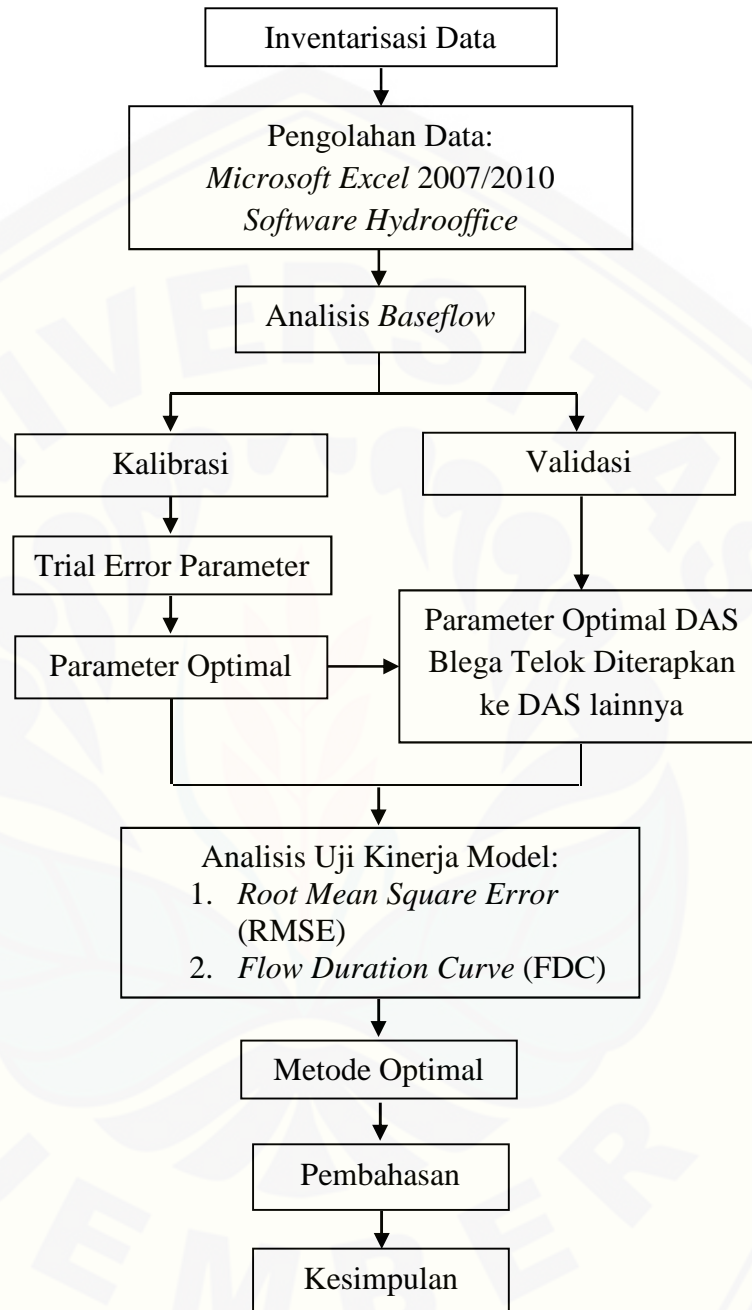 Inventarisasi Data
Pengolahan Data:
Microsoft Excel 2007/2010
Software Hydrooffice
Analisis Baseflow
Kalibrasi
Validasi
Trial Error Parameter
Parameter Optimal
Parameter Optimal DAS
Blega Telok Diterapkan
ke DAS lainnya
Analisis Uji Kinerja Model:
1. Root Mean Square Error
(RMSE)
2. Flow Duration Curve (FDC)
Metode Optimal
Pembahasan
Kesimpulan
UNIVERSITAS
JEMBER